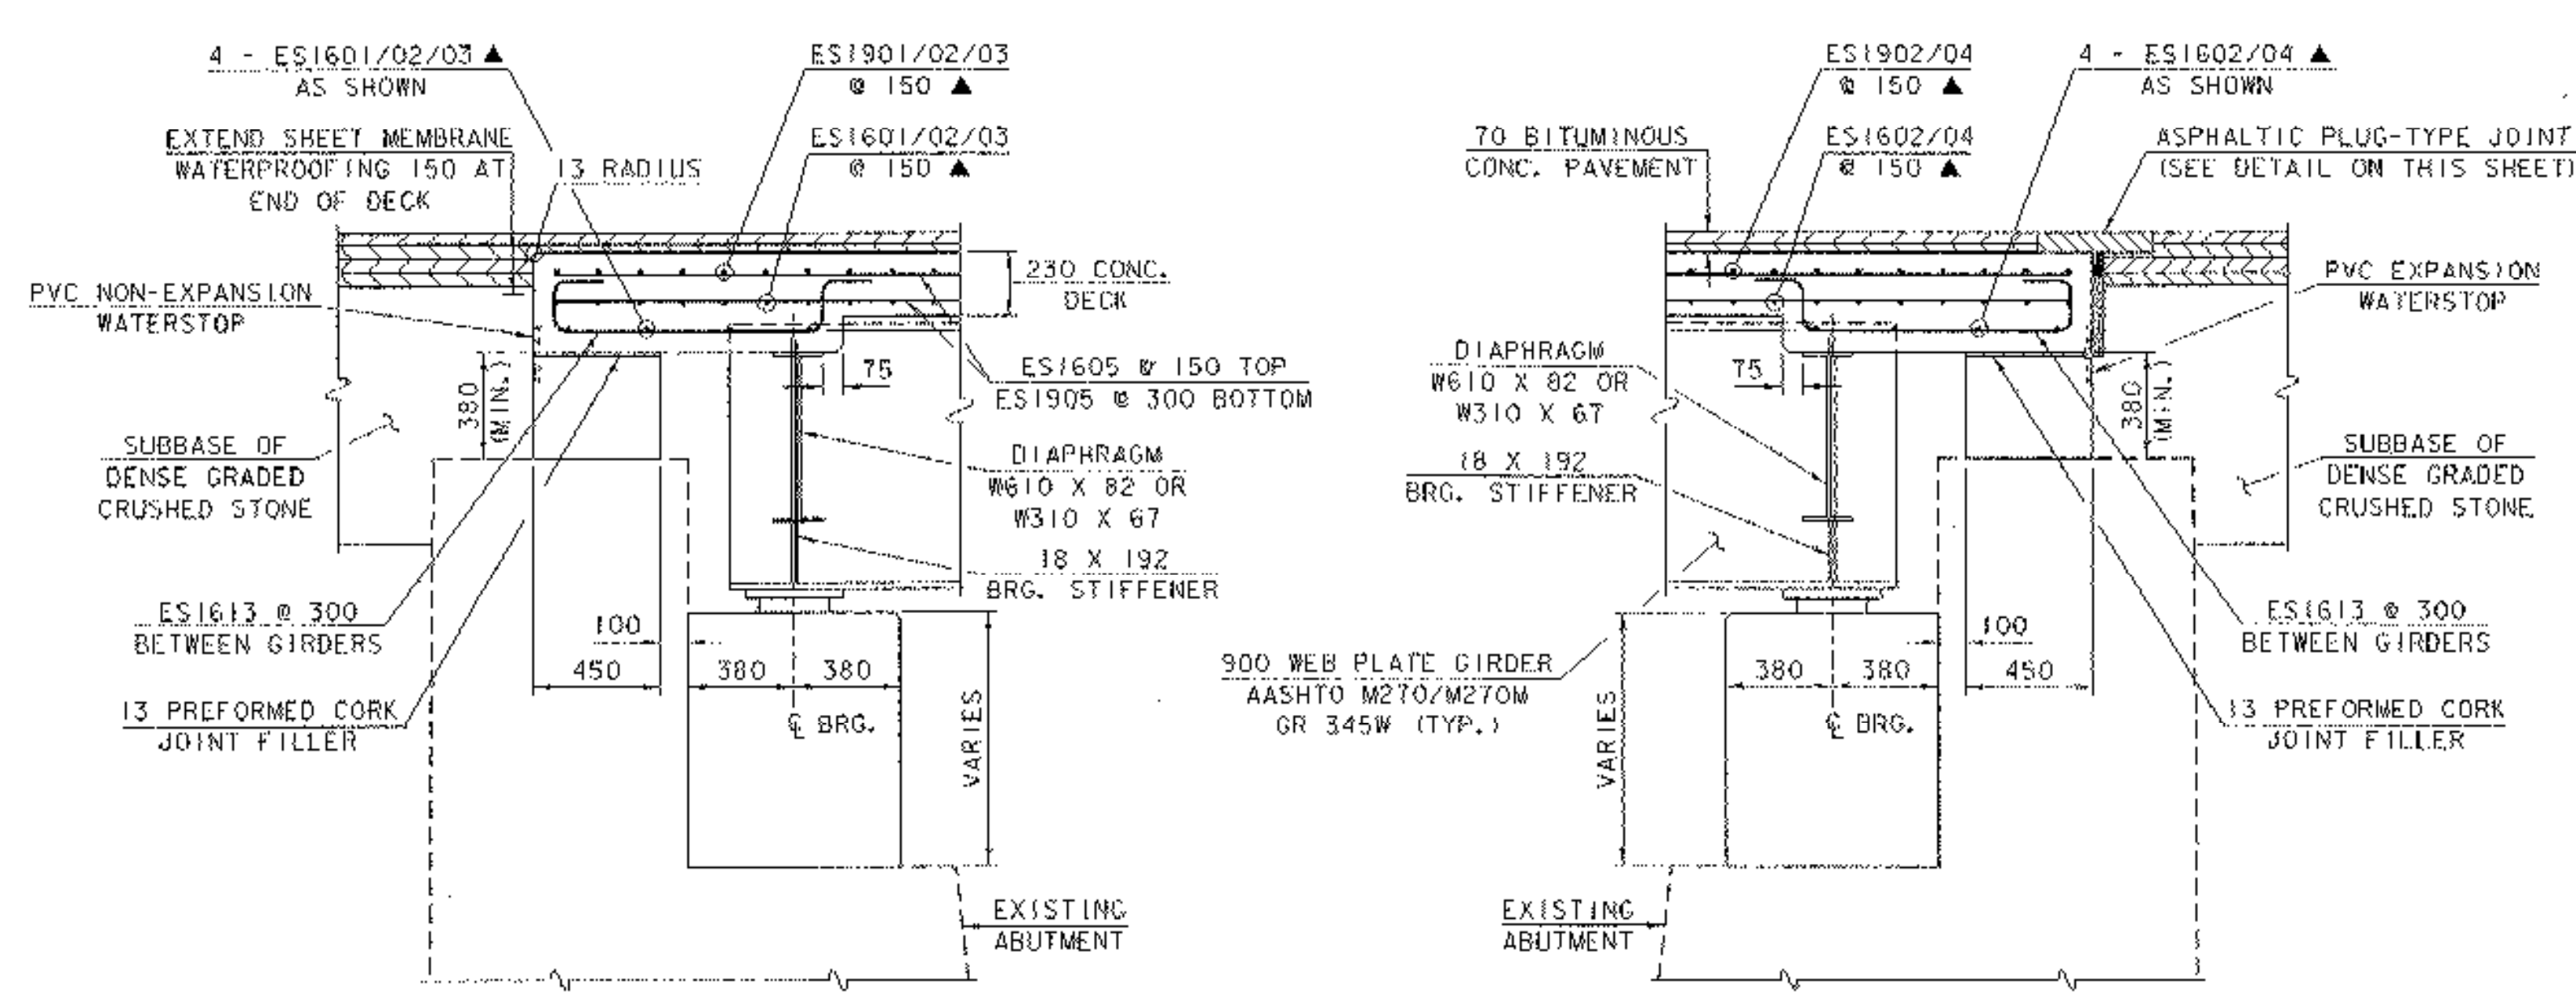 4 - ES1601/02/03 ▲
AS SHOWN
ES1901/02/03
@ 150 ▲
EXTEND SHEET MEMBRANE
WATERPROOFING 150 AT
END OF DECK
13 RADIUS
ES1601/02/03
@ 150 ▲
PVC NON-EXPANSION
WATERSTOP
230 CONC.
DECK
380
(MIN.)
75
ES1605 @ 150 TOP
ES1905 @ 300 BOTTOM
SUBBASE OF
DENSE GRADED
CRUSHED STONE
DIAPHRAGM
W610 X 82 OR
W310 X 67
18 X 192
BRG. STIFFENER
ES1613 @ 300
BETWEEN GIRDERS
100
450
380
380
13 PREFORMED CORK
JOINT FILLER
℄ BRG.
VARIES
EXISTING
ABUTMENT
ES1902/04
@ 150 ▲
4 - ES1602/04 ▲
AS SHOWN
70 BITUMINOUS
CONC. PAVEMENT
ES1602/04
@ 150 ▲
ASPHALTIC PLUG-TYPE JOINT
(SEE DETAIL ON THIS SHEET)
PVC EXPANSION
WATERSTOP
DIAPHRAGM
W610 X 82 OR
W310 X 67
75
380
(MIN.)
18 X 192
BRG. STIFFENER
SUBBASE OF
DENSE GRADED
CRUSHED STONE
ES1613 @ 300
BETWEEN GIRDERS
900 WEB PLATE GIRDER
AASHTO M270/M270M
GR 345W (TYP.)
100
380
380
450
℄ BRG.
VARIES
13 PREFORMED CORK
JOINT FILLER
EXISTING
ABUTMENT